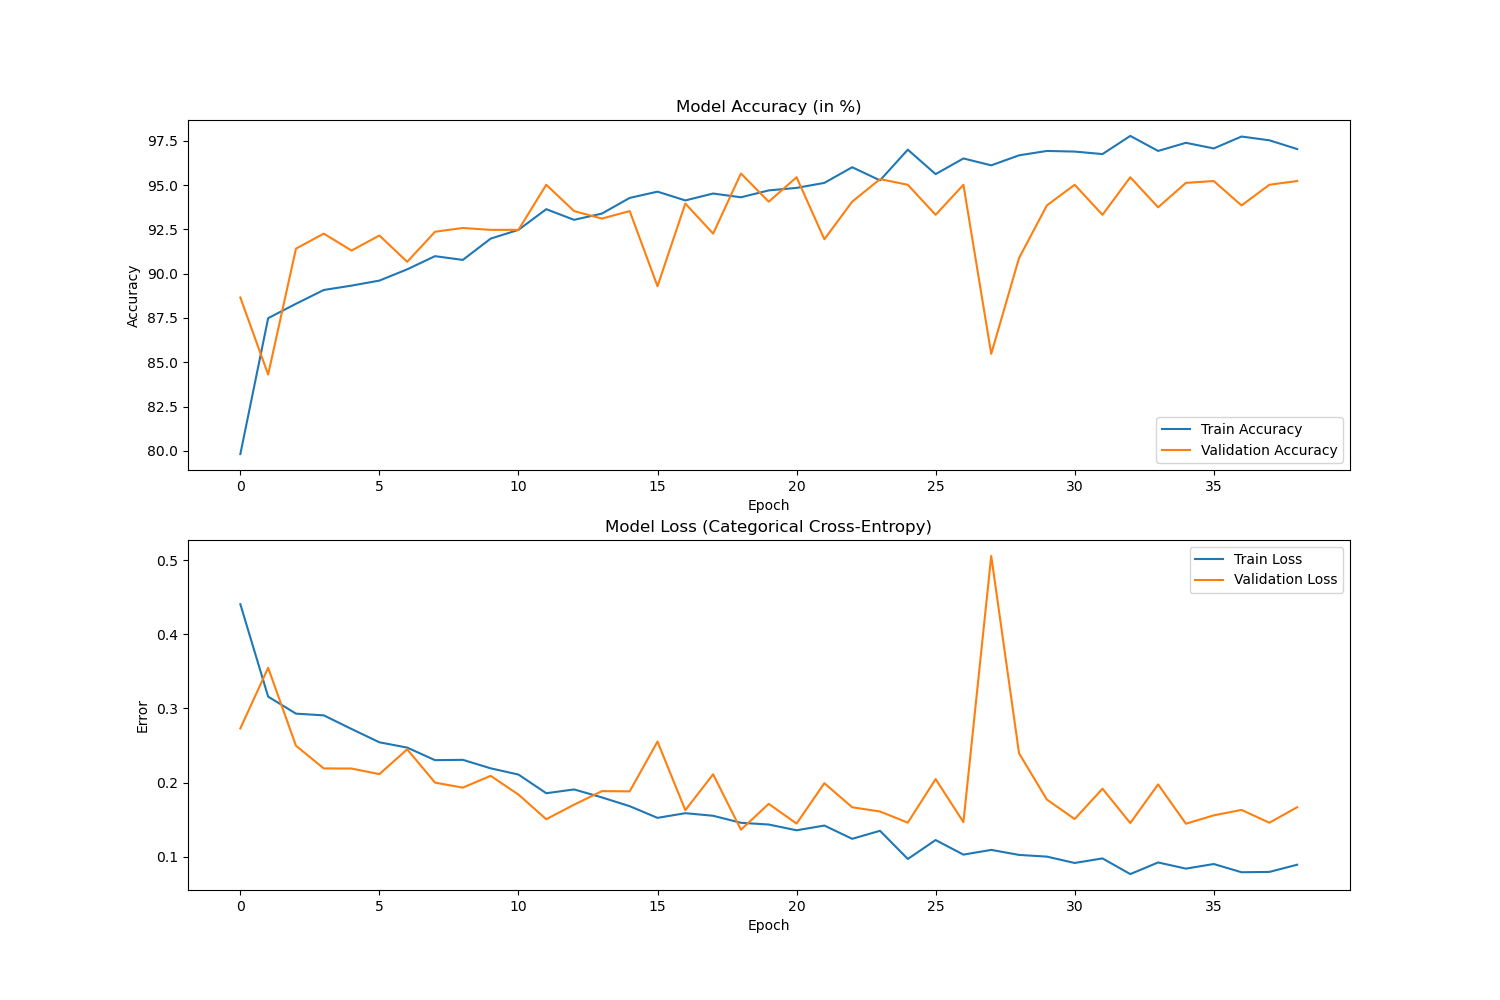 Model Accuracy (in %)
Accuracy
97.5
95.0
92.5
90.0
87.5
85.0
82.5
80.0
Train Accuracy
Validation Accuracy
0 5 10 15 20 25 30 35
Epoch
Model Loss (Categorical Cross-Entropy)
Error
0.5
0.4
0.3
0.2
0.1
Train Loss
Validation Loss
0 5 10 15 20 25 30 35
Epoch